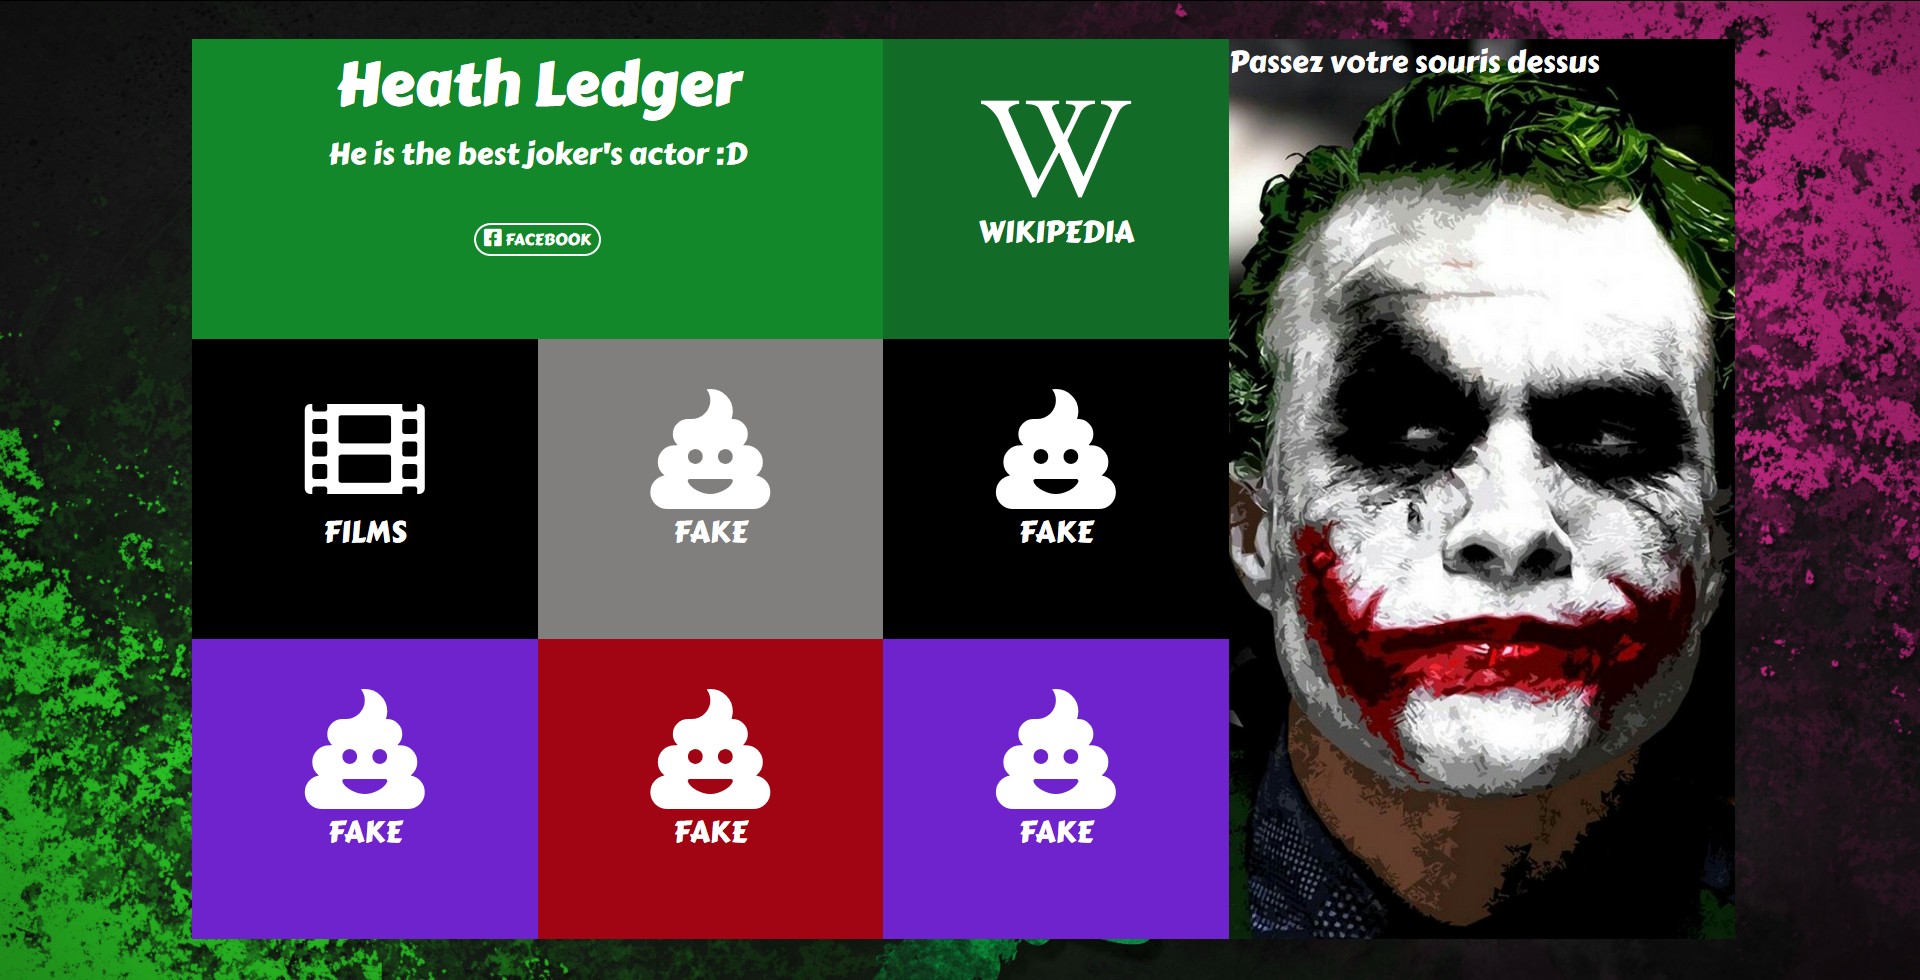 Heath Ledger
He is the best joker's actor :D
FACEBOOK
WIKIPEDIA
Passez votre souris dessus
FILMS
FAKE
FAKE
FAKE
FAKE
FAKE